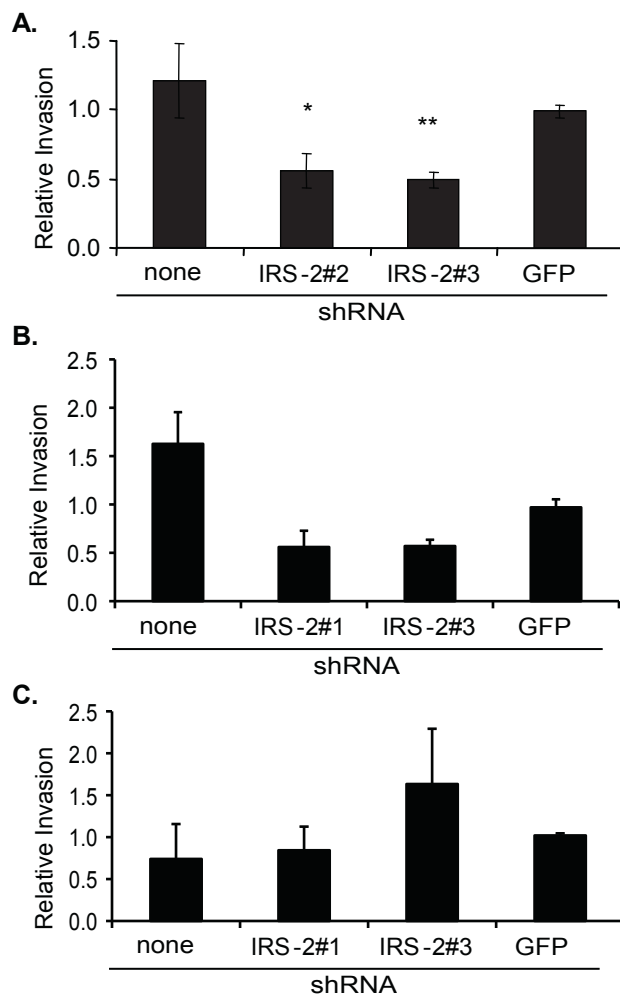 A.
Relative Invasion
1.5
1.0
0.5
0.0
* **
none IRS-2#2 IRS-2#3 GFP
shRNA
B.
Relative Invasion
2.5
2.0
1.5
1.0
0.5
0.0
none IRS-2#1 IRS-2#3 GFP
shRNA
C.
Relative Invasion
2.5
2.0
1.5
1.0
0.5
0.0
none IRS-2#1 IRS-2#3 GFP
shRNA